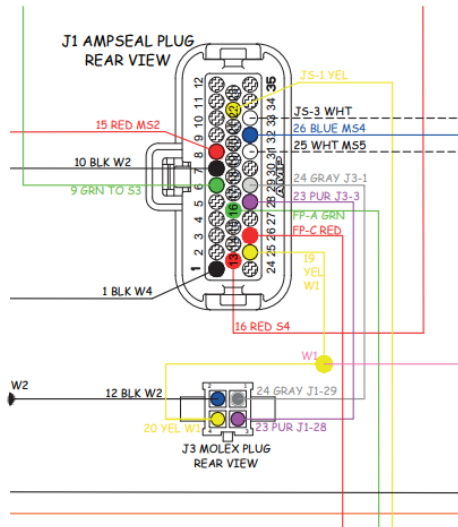 J1 AMPSEAL PLUG
REAR VIEW
12
11
10
9
8
7
6
5
4
3
2
1
22
16
13
35
34
33
32
31
30
29
28
27
26
25
24
AMP
JS-1 YEL
JS-3 WHT
26 BLUE MS4
25 WHT MS5
24 GRAY J3-1
23 PUR J3-3
FP-A GRN
FP-C RED
19
YEL
W1
15 RED MS2
10 BLK W2
9 GRN TO S3
1 BLK W4
16 RED S4
W1
W2
12 BLK W2
24 GRAY J1-29
20 YEL W1
23 PUR J1-28
2
1
4
3
J3 MOLEX PLUG
REAR VIEW